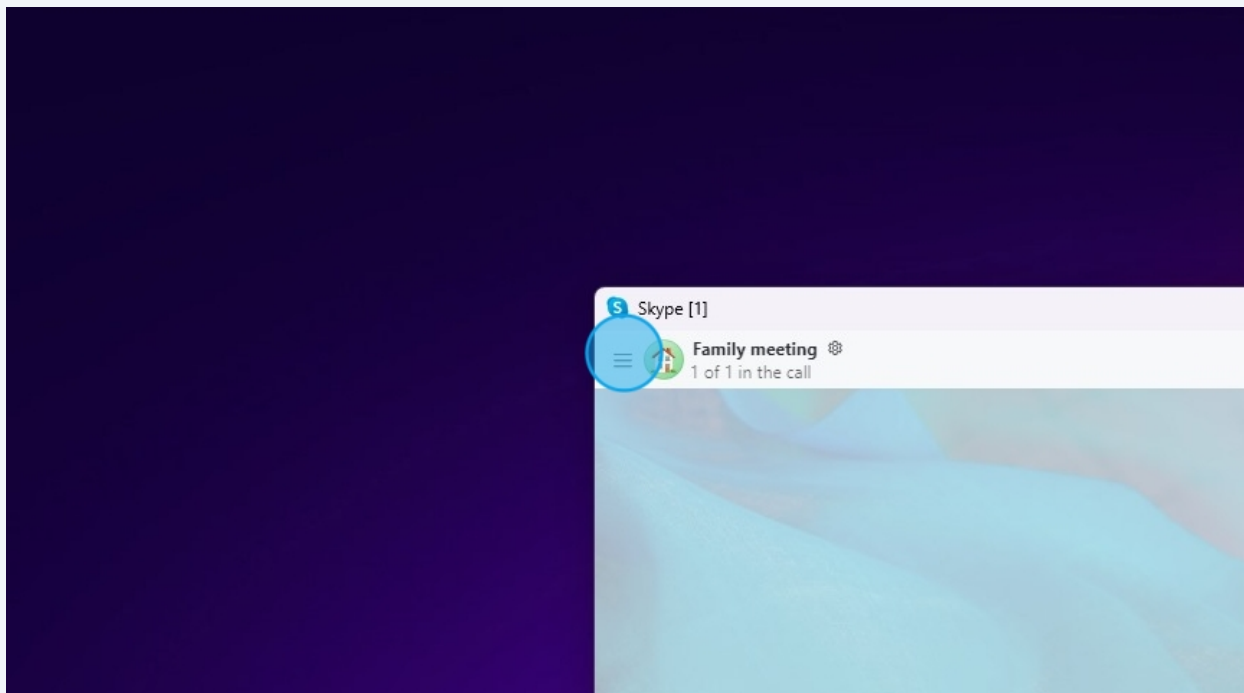 Skype [1]
Family meeting
1 of 1 in the call